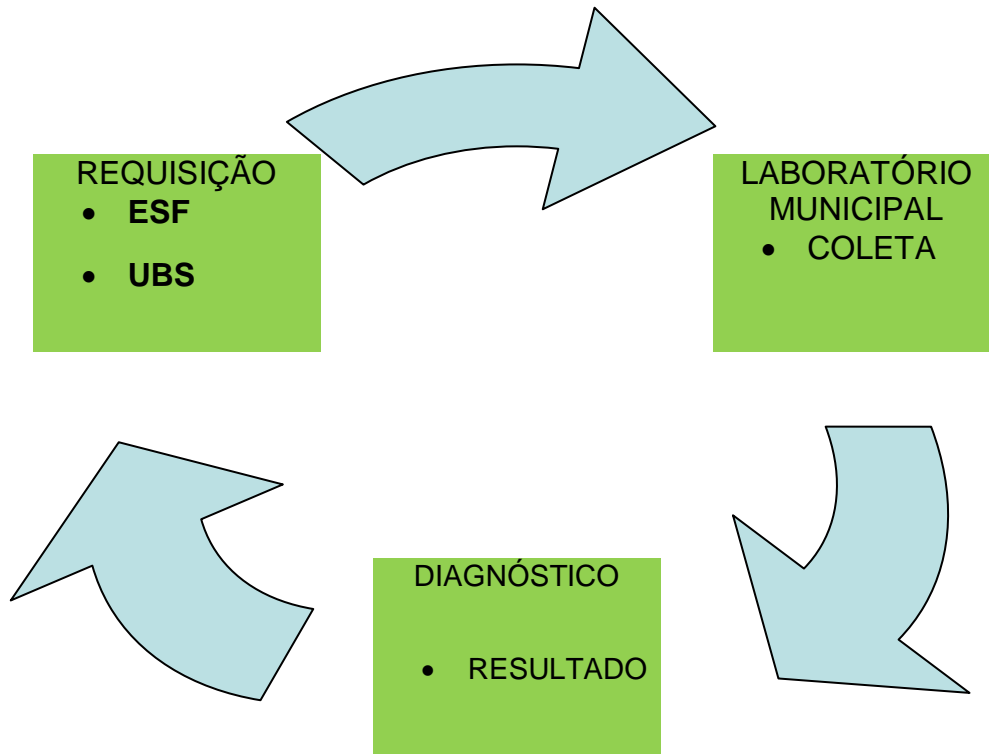 REQUISIÇÃO
• ESF
• UBS
LABORATÓRIO
MUNICIPAL
• COLETA
DIAGNÓSTICO
• RESULTADO